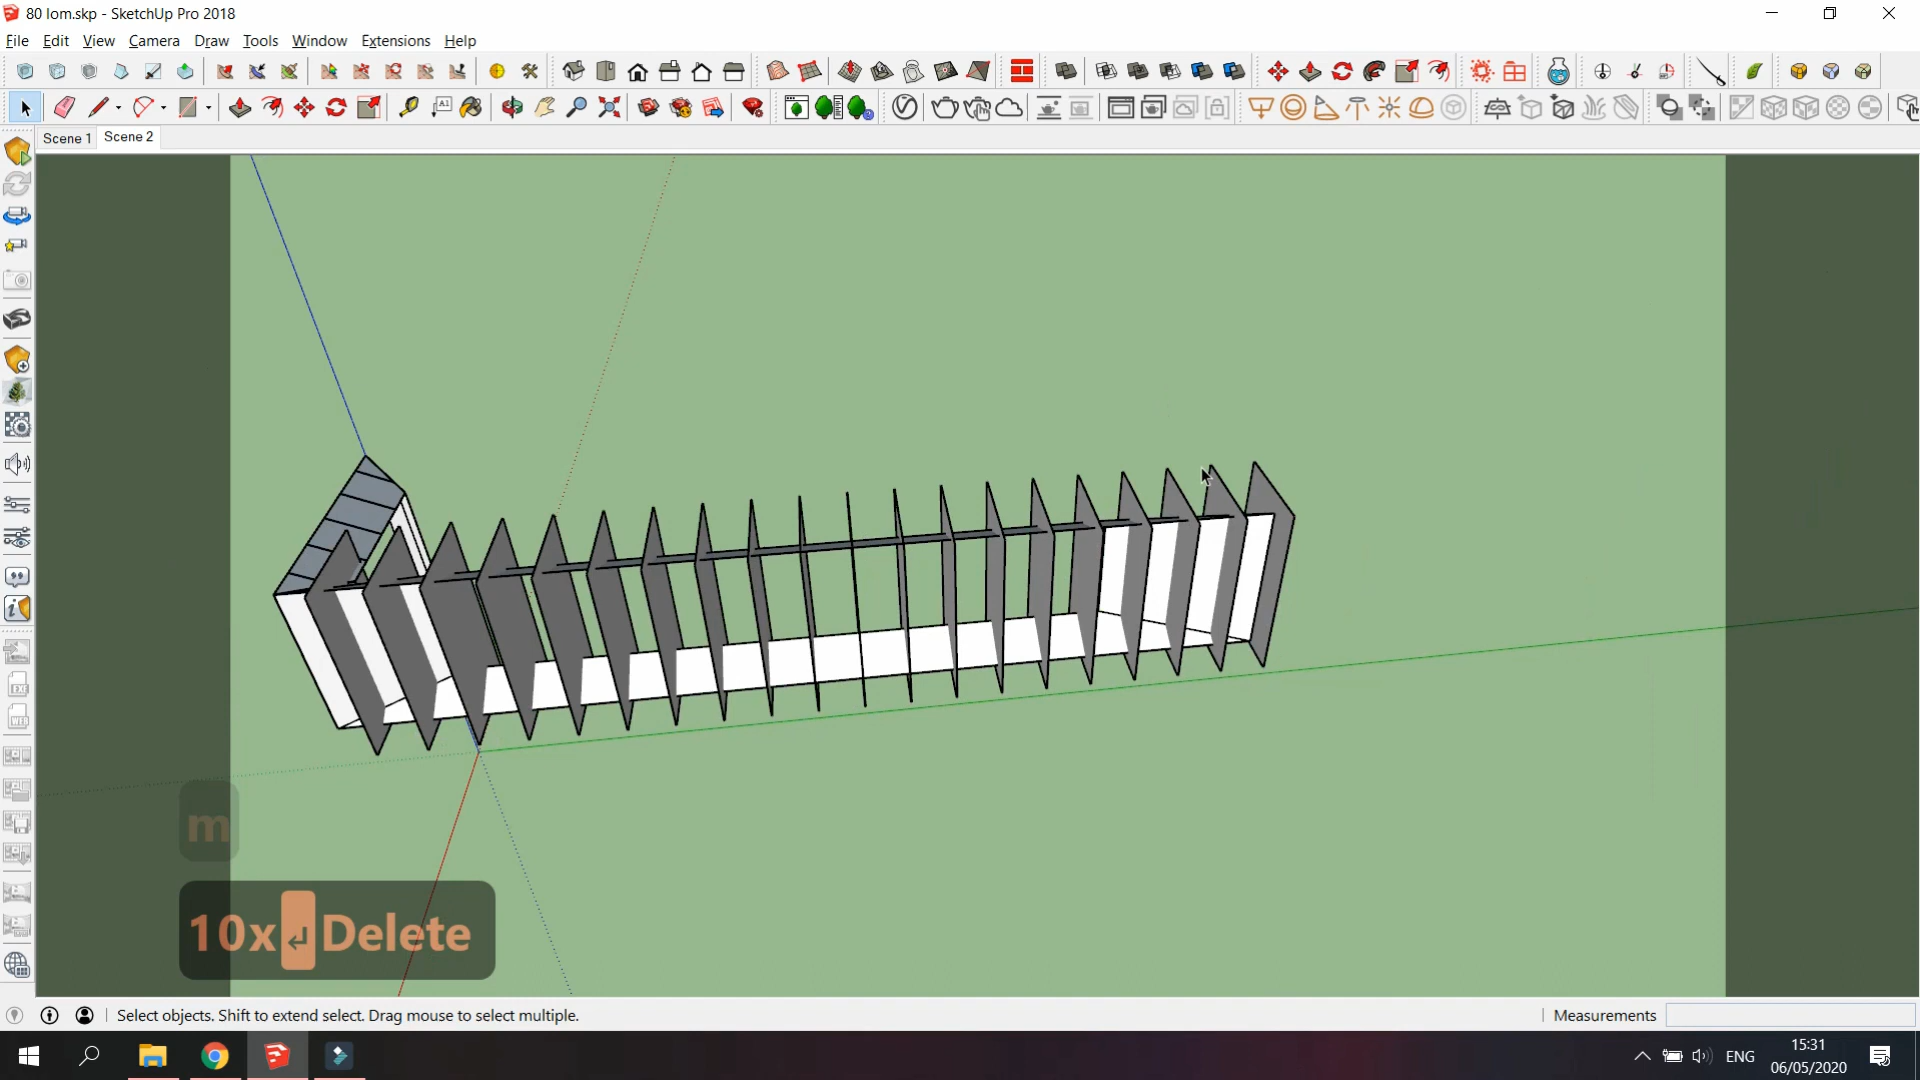 80 lom.skp - SketchUp Pro 2018
File Edit View Camera Draw Tools Window Extensions Help
A1
Scene 1 Scene 2
m
10x ↵ Delete
Select objects. Shift to extend select. Drag mouse to select multiple.
Measurements
ENG
15:31
06/05/2020